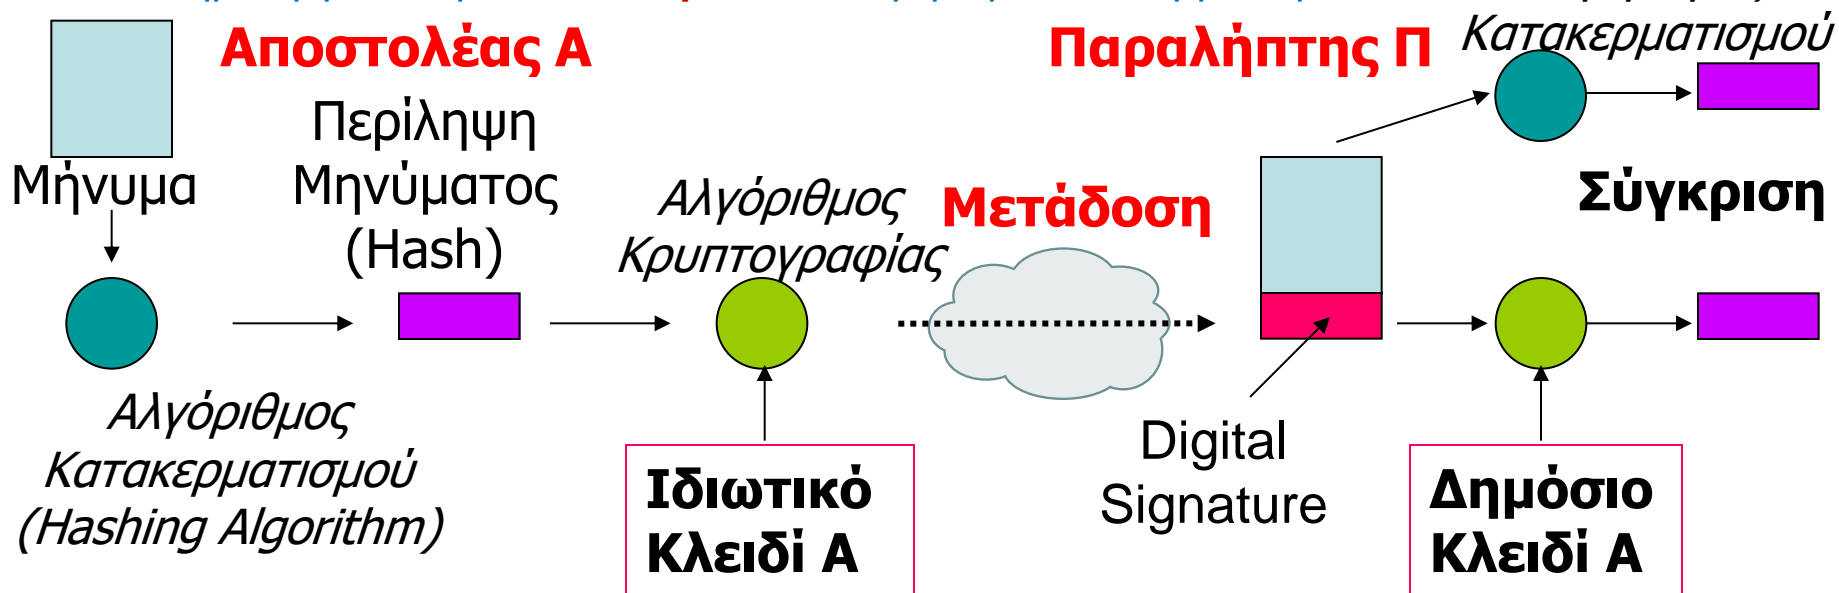 Αποστολέας Α
Παραλήπτης Π
Κατακερματισμού
Μήνυμα
Περίληψη
Μηνύματος
(Hash)
Αλγόριθμος
Κρυπτογραφίας
Μετάδοση
Σύγκριση
Αλγόριθμος
Κατακερματισμού
(Hashing Algorithm)
Ιδιωτικό
Κλειδί Α
Digital
Signature
Δημόσιο
Κλειδί Α